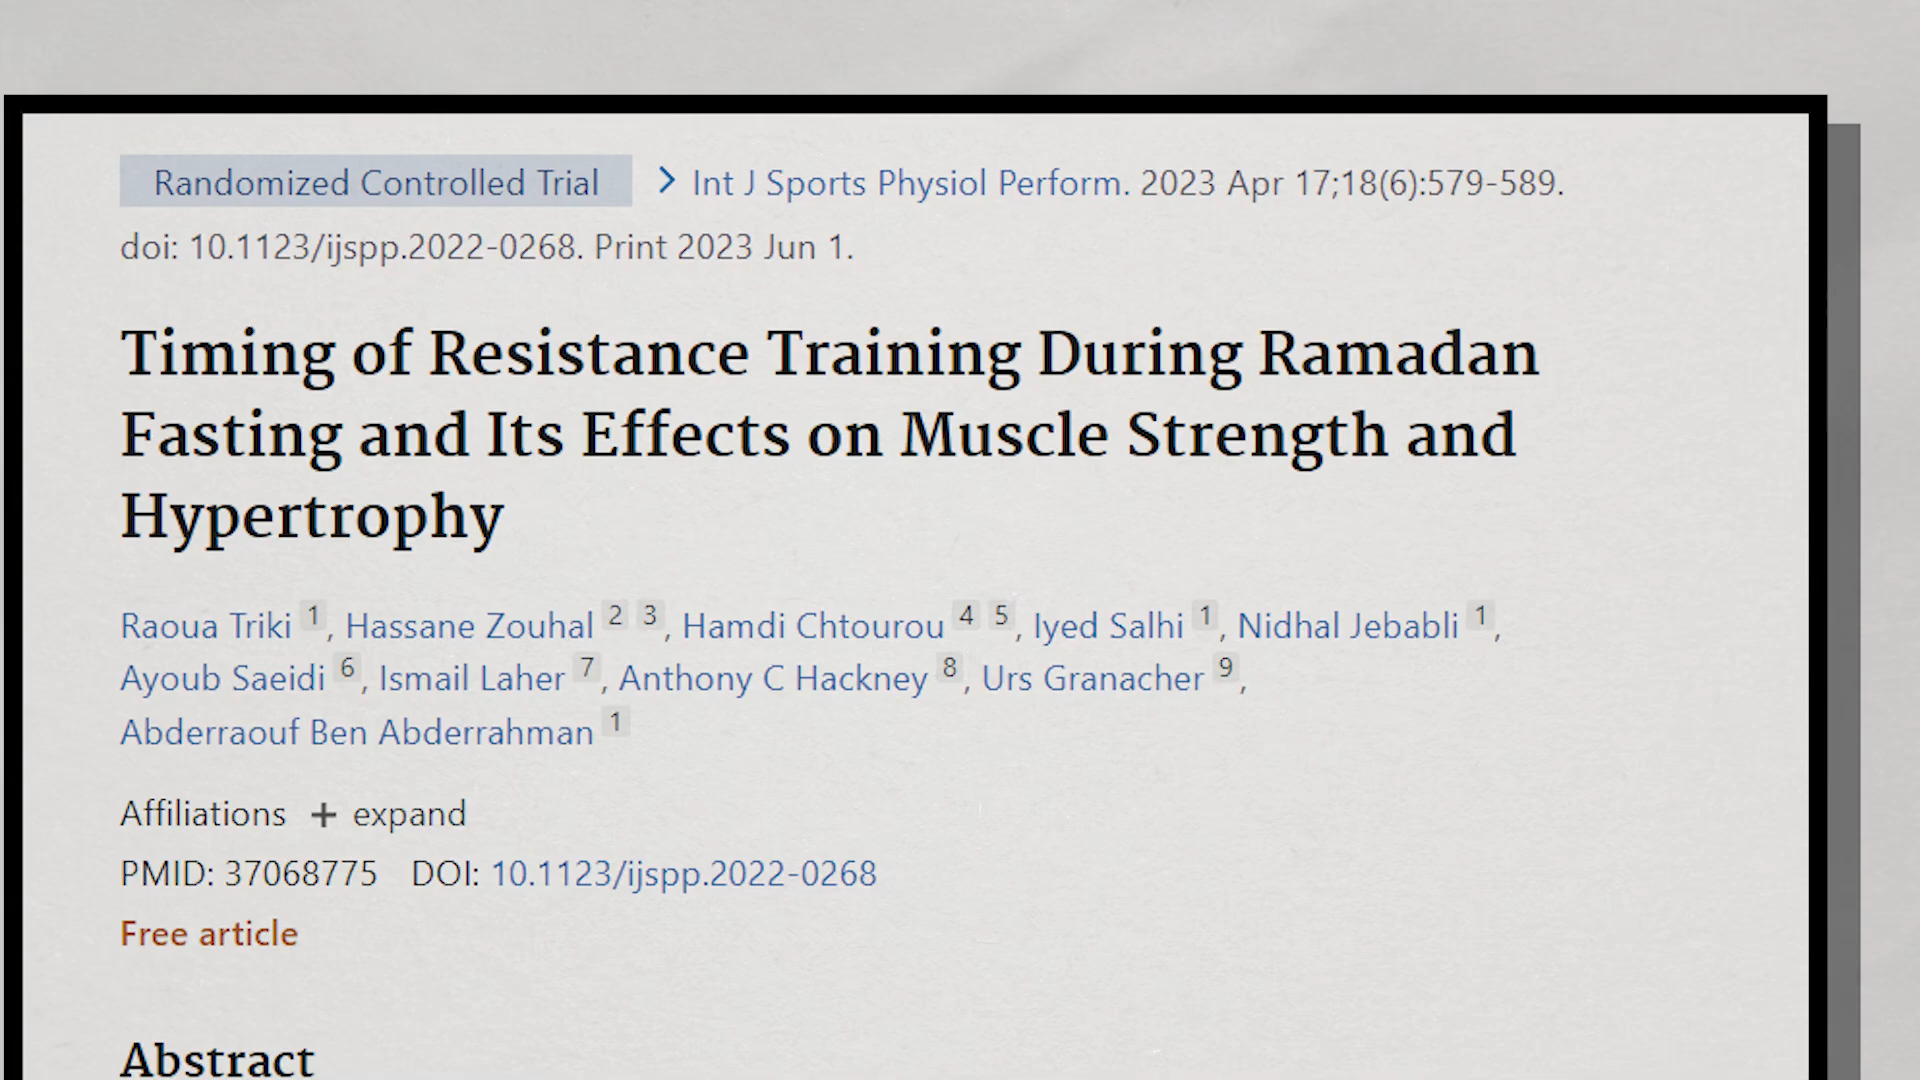 Randomized Controlled Trial > Int J Sports Physiol Perform. 2023 Apr 17;18(6):579-589.
doi: 10.1123/ijspp.2022-0268. Print 2023 Jun 1.
Timing of Resistance Training During Ramadan
Fasting and Its Effects on Muscle Strength and
Hypertrophy
Raoua Triki 1, Hassane Zouhal 2 3, Hamdi Chtourou 4 5, Iyed Salhi 1, Nidhal Jebabli 1,
Ayoub Saeidi 6, Ismail Laher 7, Anthony C Hackney 8, Urs Granacher 9,
Abderraouf Ben Abderrahman 1
Affiliations + expand
PMID: 37068775 DOI: 10.1123/ijspp.2022-0268
Free article
Abstract